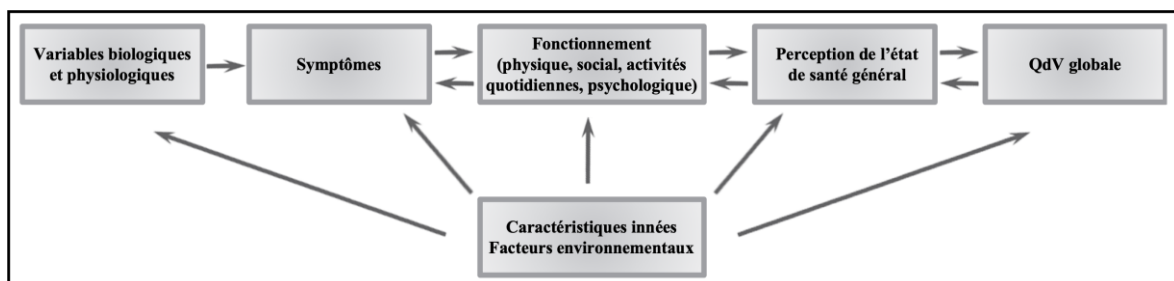 Variables biologiques
et physiologiques
Symptômes
Fonctionnement
(physique, social, activités
quotidiennes, psychologique)
Perception de l’état
de santé général
QdV globale
Caractéristiques innées
Facteurs environnementaux